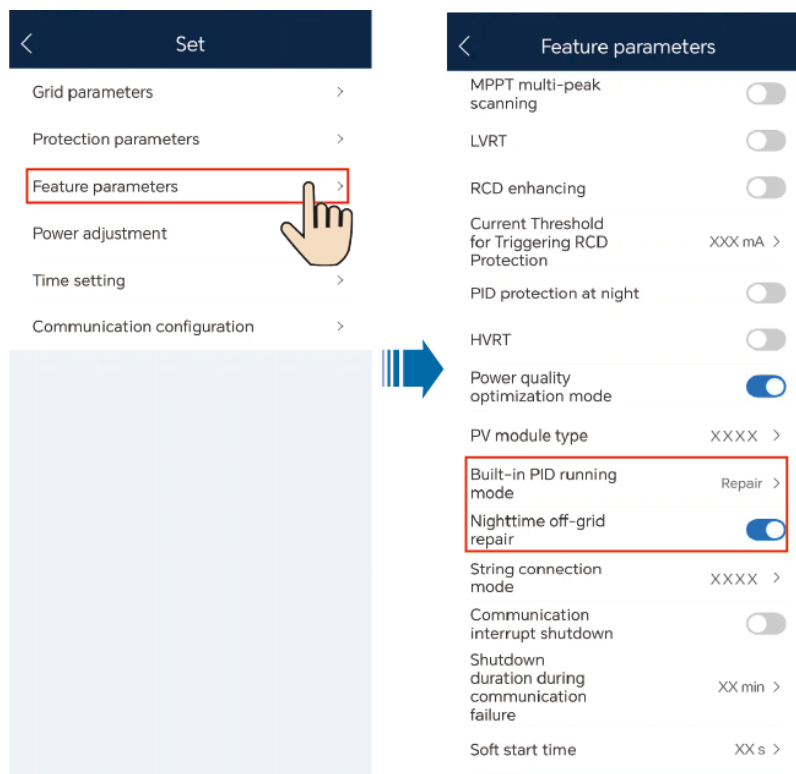 Set
Grid parameters
Protection parameters
Feature parameters
Power adjustment
Time setting
Communication configuration
Feature parameters
MPPT multi-peak
scanning
LVRT
RCD enhancing
Current Threshold
for Triggering RCD
Protection
XXX mA
PID protection at night
HVRT
Power quality
optimization mode
PV module type
XXXX
Built-in PID running
mode
Repair
Nighttime off-grid
repair
String connection
mode
XXXX
Communication
interrupt shutdown
Shutdown
duration during
communication
failure
XX min
Soft start time
XX s